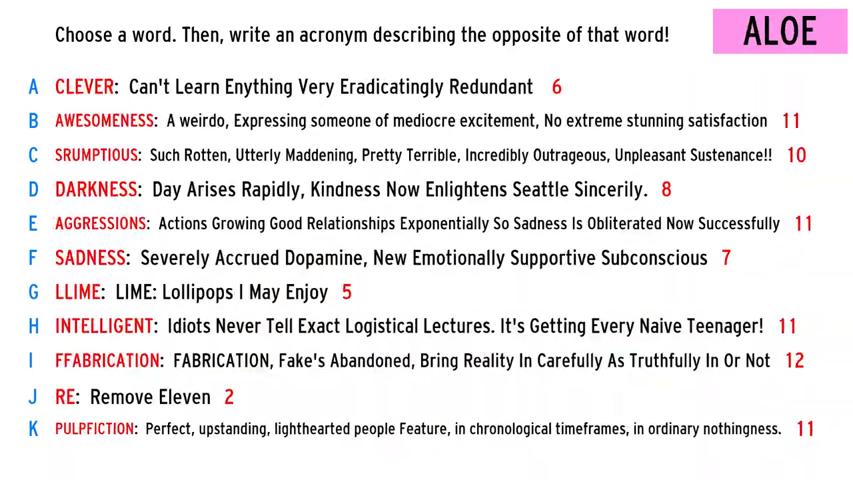 Choose a word. Then, write an acronym describing the opposite of that word!
ALOE
A CLEVER: Can't Learn Enything Very Eradicatingly Redundant 6
B AWESOMENESS: A weirdo, Expressing someone of mediocre excitement, No extreme stunning satisfaction 11
C SRUMPTIOUS: Such Rotten, Utterly Maddening, Pretty Terrible, Incredibly Outrageous, Unpleasant Sustenance!! 10
D DARKNESS: Day Arises Rapidly, Kindness Now Enlightens Seattle Sincerily. 8
E AGGRESSIONS: Actions Growing Good Relationships Exponentially So Sadness Is Obliterated Now Successfully 11
F SADNESS: Severely Accrued Dopamine, New Emotionally Supportive Subconscious 7
G LLIME: LIME: Lollipops I May Enjoy 5
H INTELLIGENT: Idiots Never Tell Exact Logistical Lectures. It's Getting Every Naive Teenager! 11
I FFABRICATION: FABRICATION, Fake's Abandoned, Bring Reality In Carefully As Truthfully In Or Not 12
J RE: Remove Eleven 2
K PULPFICTION: Perfect, upstanding, lighthearted people Feature, in chronological timeframes, in ordinary nothingness. 11